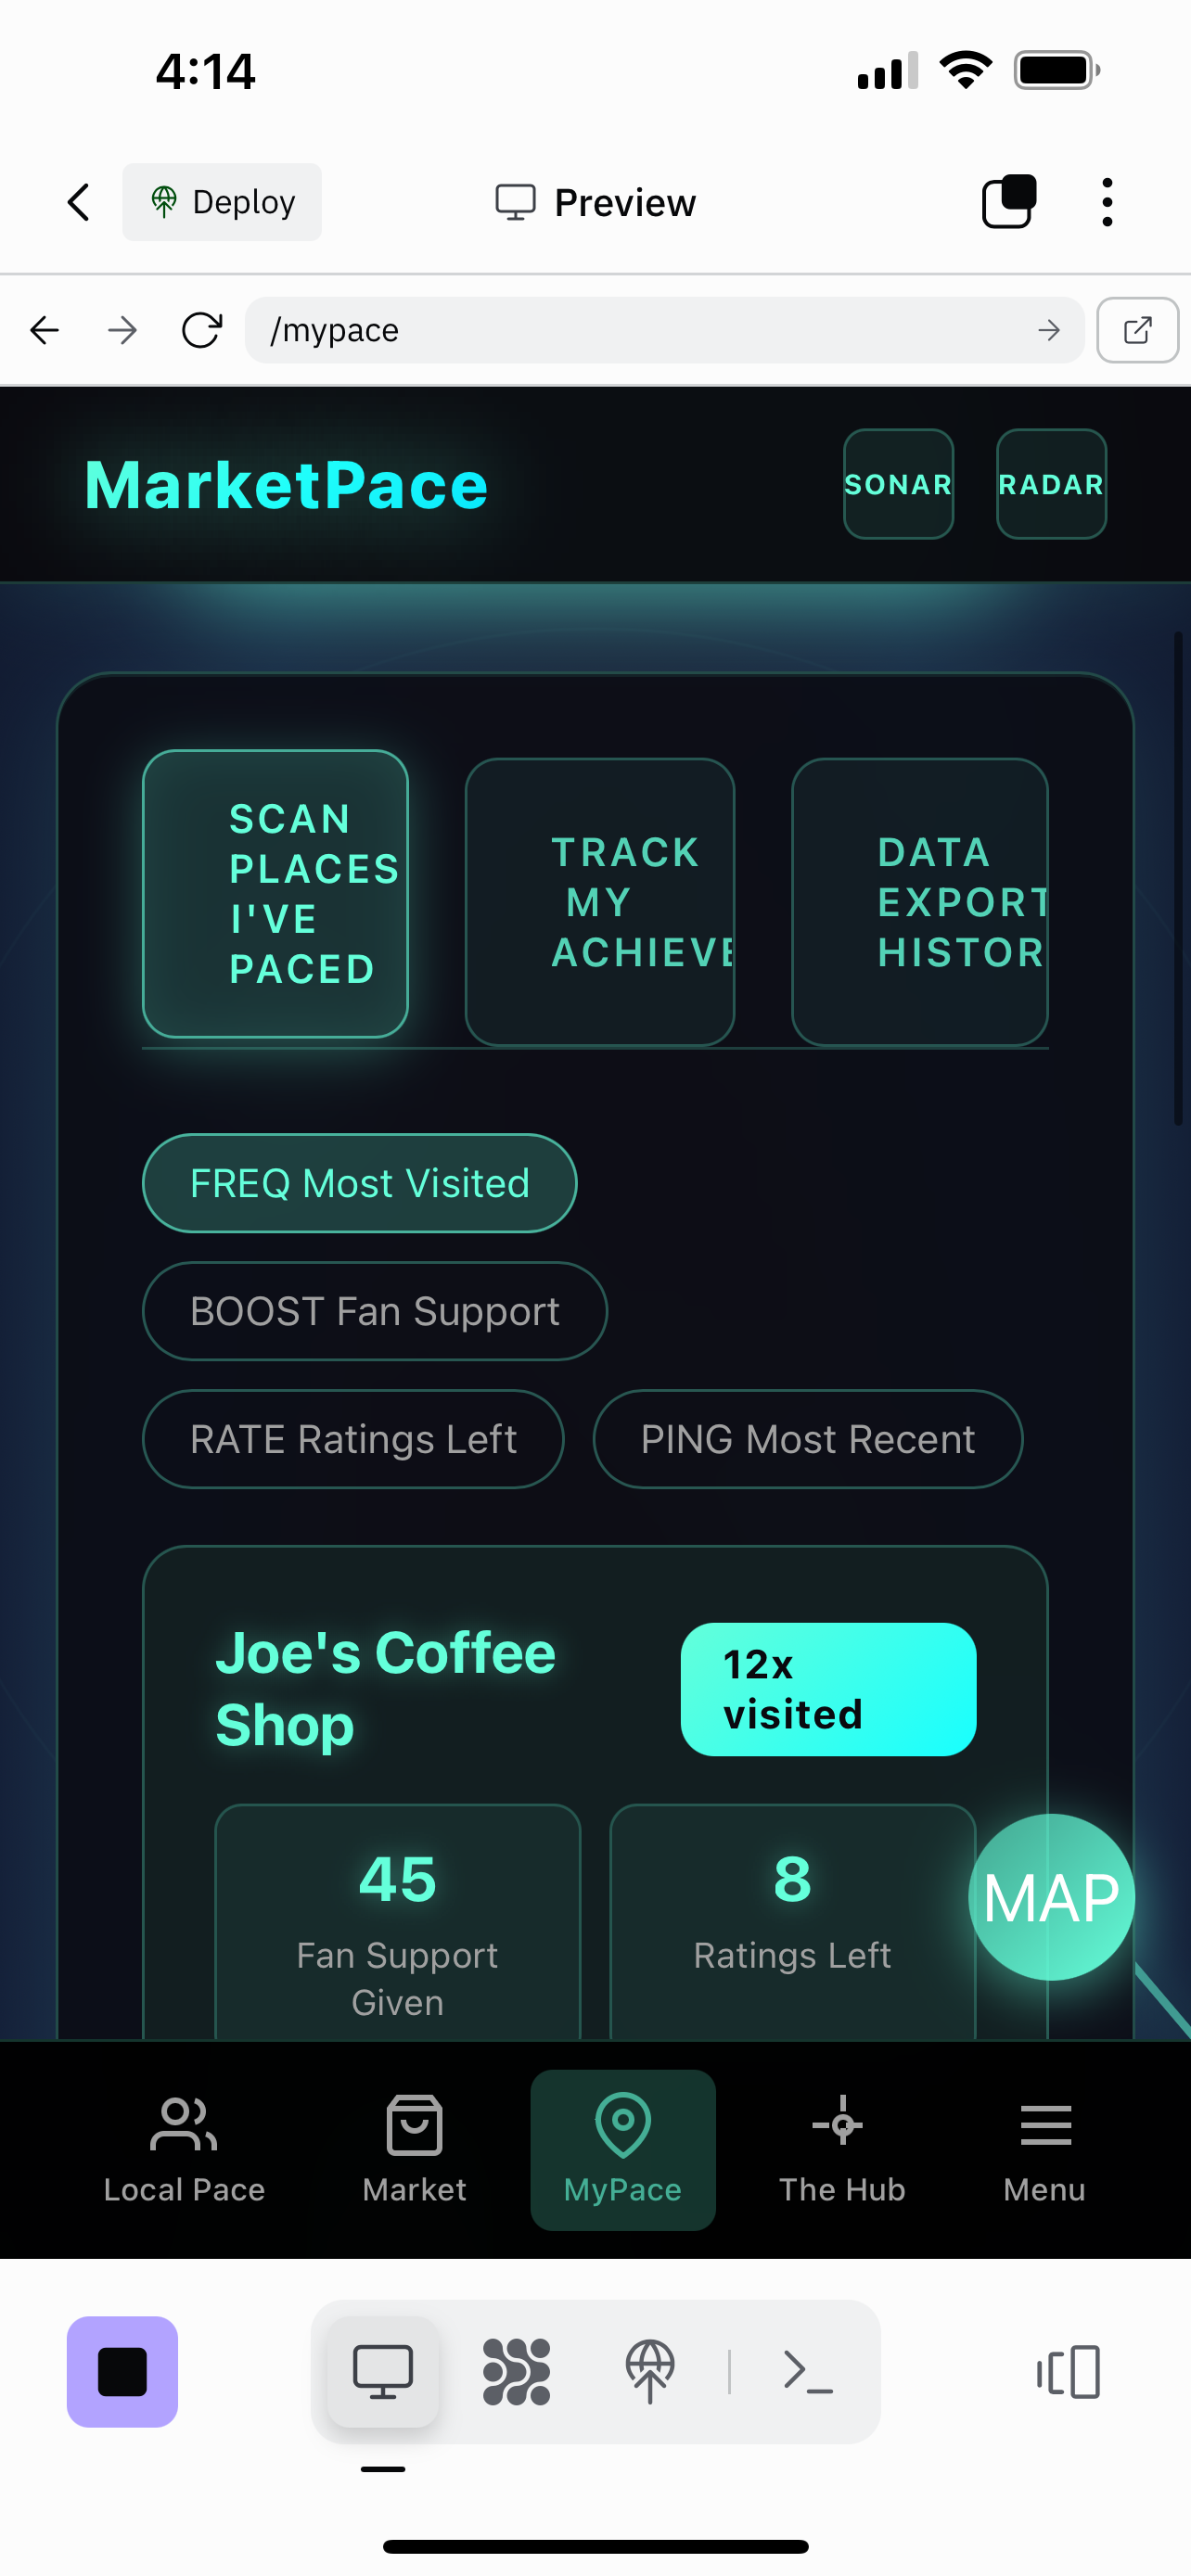 4:14
Deploy
Preview
/mypace
MarketPace
SONAR
RADAR
SCAN
PLACES
I'VE
PACED
TRACK
MY
ACHIEVE
DATA
EXPORT
HISTOR
FREQ Most Visited
BOOST Fan Support
RATE Ratings Left
PING Most Recent
Joe's Coffee
Shop
12x
visited
45
Fan Support
Given
8
Ratings Left
MAP
Local Pace
Market
MyPace
The Hub
Menu